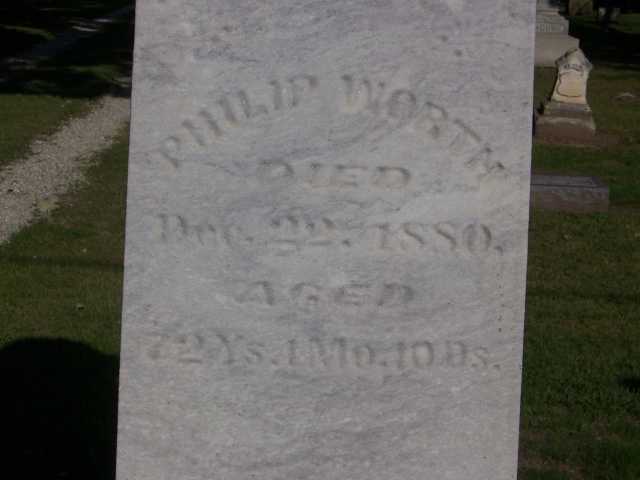 PHILIP WORTH
DIED
Dec. 22. 1880.
AGED
72 Ys. 1 Mo. 10 Ds.